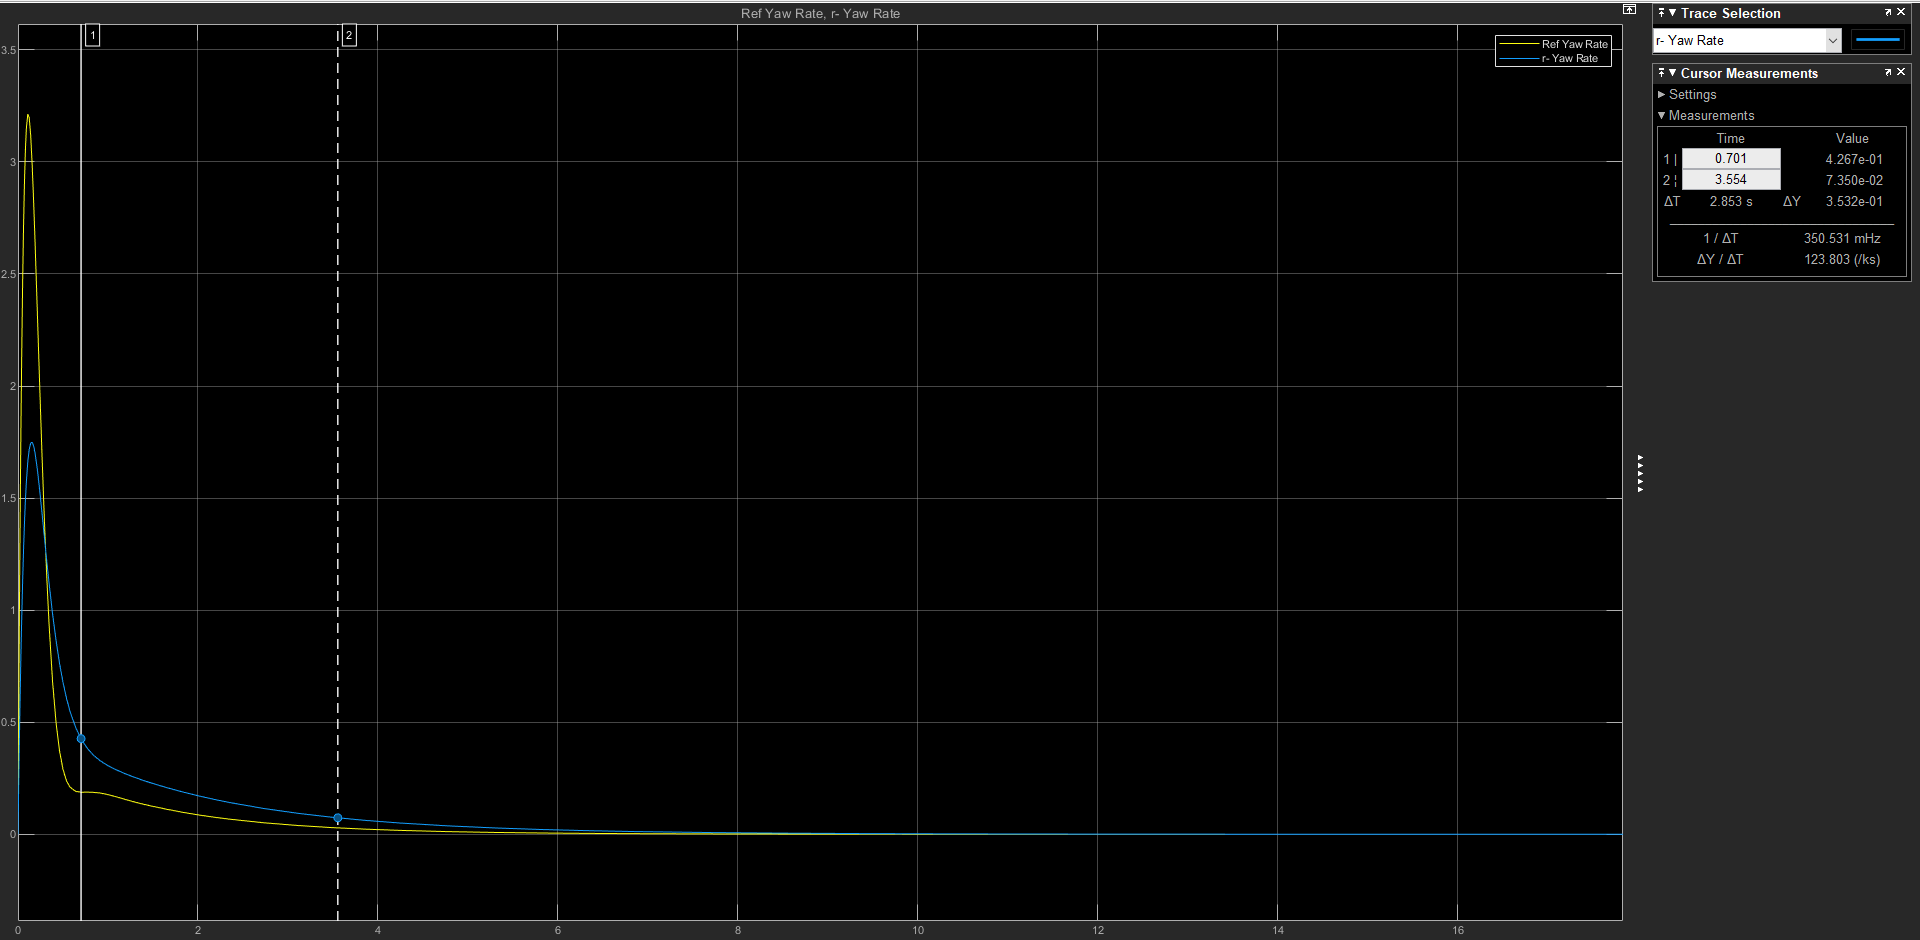 Ref Yaw Rate, r- Yaw Rate
1
2
Ref Yaw Rate
r- Yaw Rate
3.5
3
2.5
2
1.5
1
0.5
0
0 2 4 6 8 10 12 14 16
Trace Selection
r- Yaw Rate
Cursor Measurements
Settings
Measurements
Time Value
1 | 0.701 4.267e-01
2 ¦ 3.554 7.350e-02
ΔT 2.853 s ΔY 3.532e-01
1 / ΔT 350.531 mHz
ΔY / ΔT 123.803 (/ks)